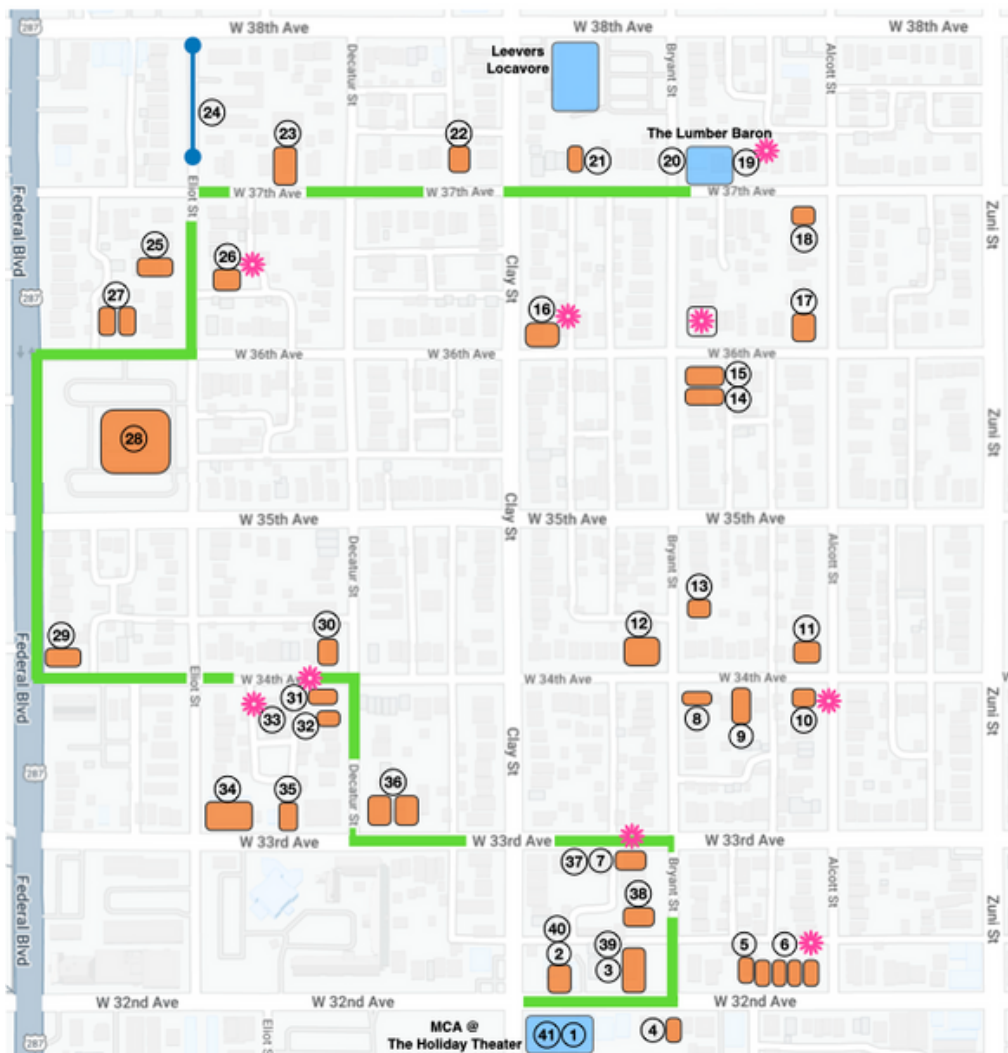 287
W 38th Ave
W 38th Ave
W 38th Ave
Leevers
Locavore
Decatur St
Bryant St
Alcott St
24
23
22
The Lumber Baron
21
20
19
W 37th Ave
W 37th Ave
W 37th Ave
Eliot St
Federal Blvd
Zuni St
18
25
26
27
287
Clay St
16
17
W 36th Ave
W 36th Ave
W 36th Ave
15
14
28
Zuni St
Clay St
W 35th Ave
W 35th Ave
W 35th Ave
Decatur St
Bryant St
Alcott St
13
12
11
30
29
Federal Blvd
Eliot St
W 34th Ave
W 34th Ave
W 34th Ave
W
31
33
32
8
9
10
Zuni St
Clay St
287
Decatur St
34
35
36
W 33rd Ave
W 33rd Ave
W 33rd Ave
37
7
Bryant St
Alcott St
Federal Blvd
Zuni St
38
40
2
39
3
5
6
W 32nd Ave
W 32nd Ave
W 32nd Ave
Eliot S
MCA @
The Holiday Theater
41
1
4
287